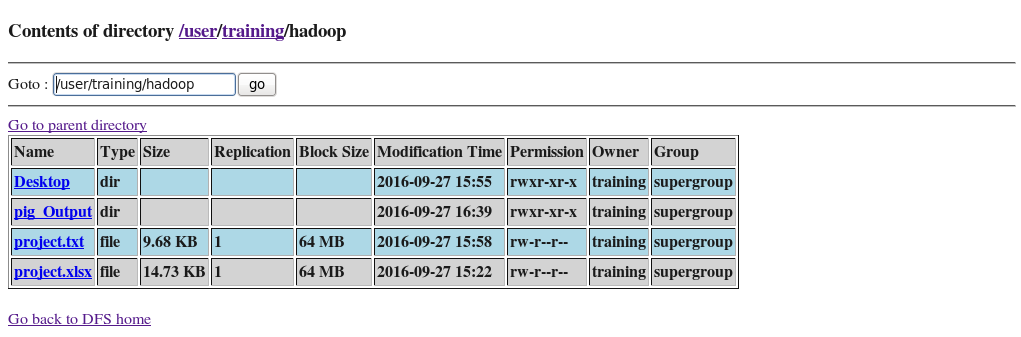 Contents of directory /user/training/hadoop
Goto : /user/training/hadoop go
Go to parent directory
Name Type Size Replication Block Size Modification Time Permission Owner Group
Desktop dir 2016-09-27 15:55 rwxr-xr-x training supergroup
pig_Output dir 2016-09-27 16:39 rwxr-xr-x training supergroup
project.txt file 9.68 KB 1 64 MB 2016-09-27 15:58 rw-r--r-- training supergroup
project.xlsx file 14.73 KB 1 64 MB 2016-09-27 15:22 rw-r--r-- training supergroup
Go back to DFS home